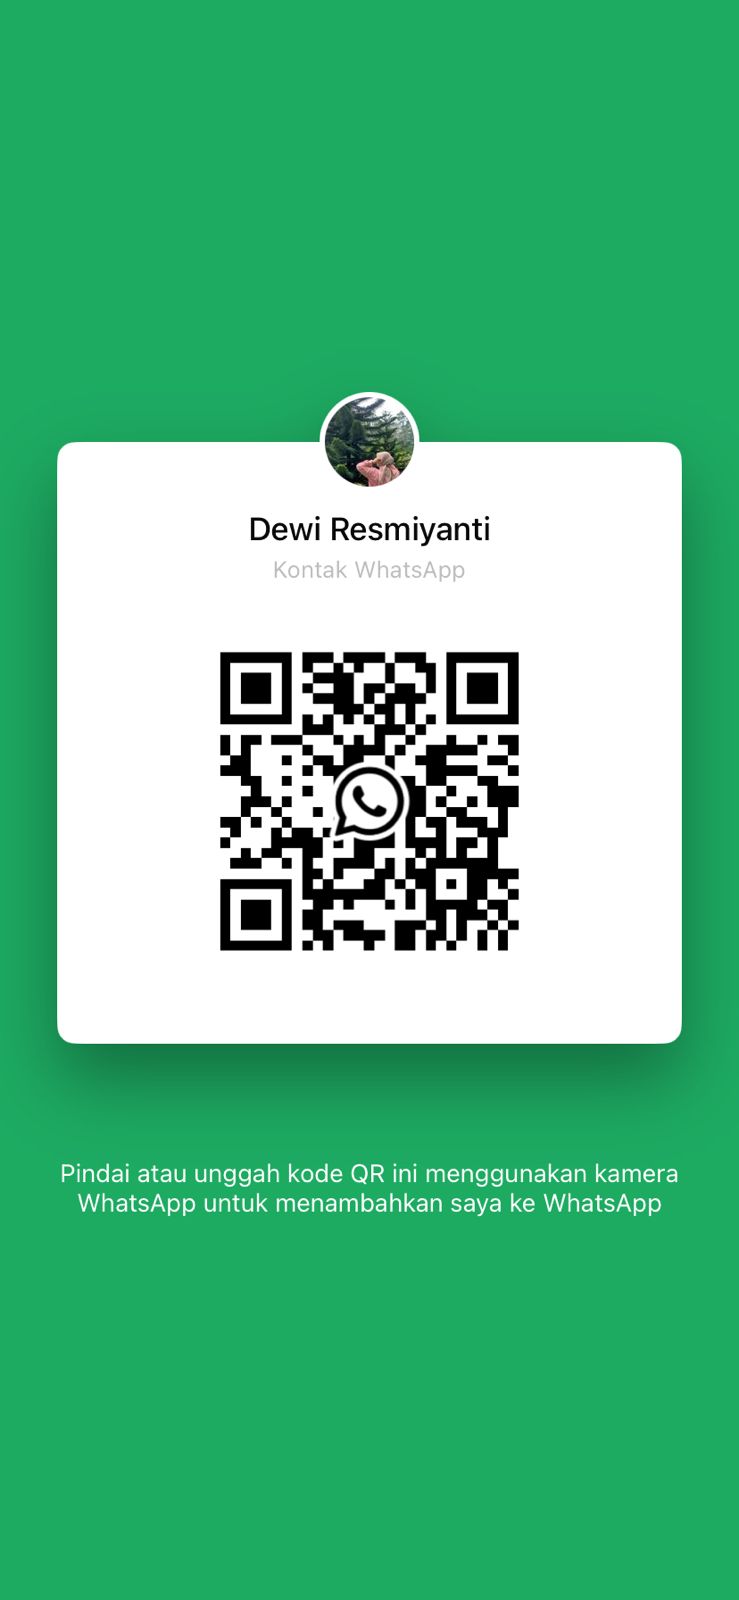 Dewi Resmiyanti
Kontak WhatsApp
Pindai atau unggah kode QR ini menggunakan kamera
WhatsApp untuk menambahkan saya ke WhatsApp